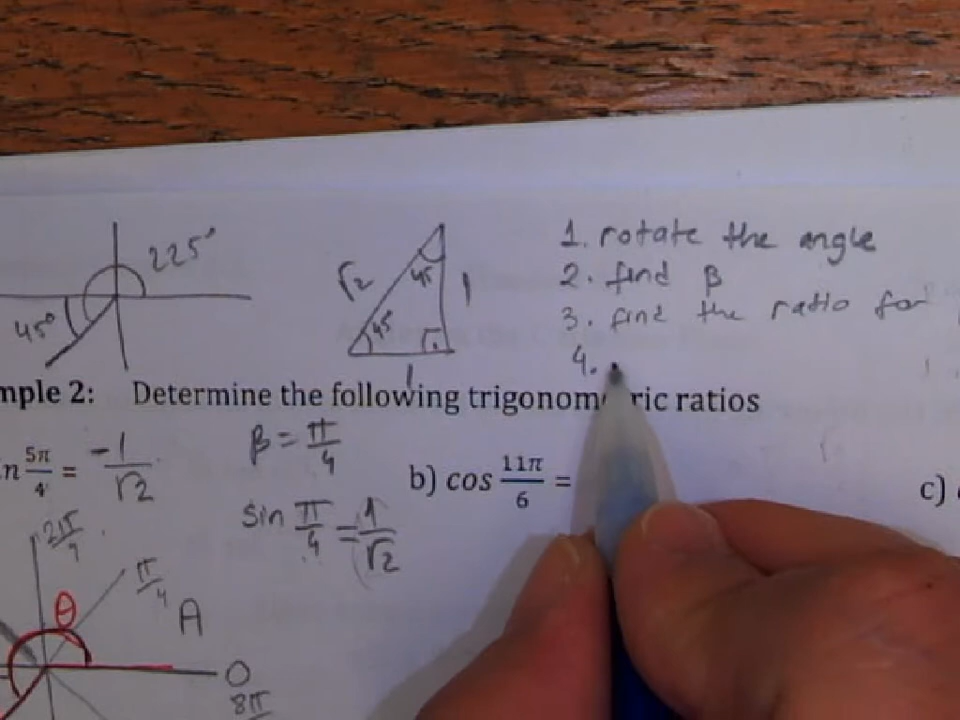 225°
45°
√2
45
45
1
1
1. rotate the angle
2. find β
3. find the ratio for
4.
mple 2: Determine the following trigonom ric ratios
n 5π/4 = -1/√2
β = π/4
b) cos 11π/6 =
c)
sin π/4 = 1/√2
2π/
π/4
θ
A
0
8π